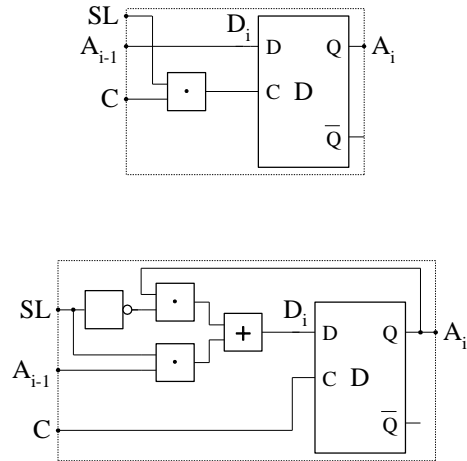 SL
D_i
A_{i-1}
D
Q
A_i
C
·
C
D
Q̅
SL
·
D_i
+
D
Q
A_i
·
A_{i-1}
C
D
C
Q̅